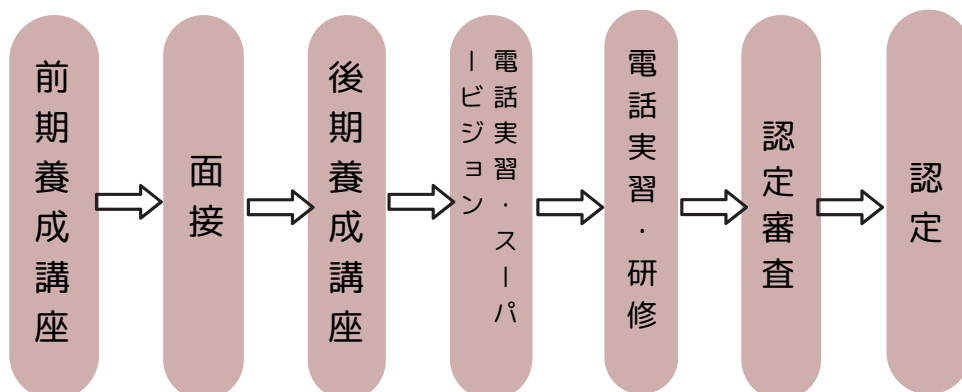 前期養成講座
面接
後期養成講座
電話実習・スーパ
ービジョン
電話実習・研修
認定審査
認定